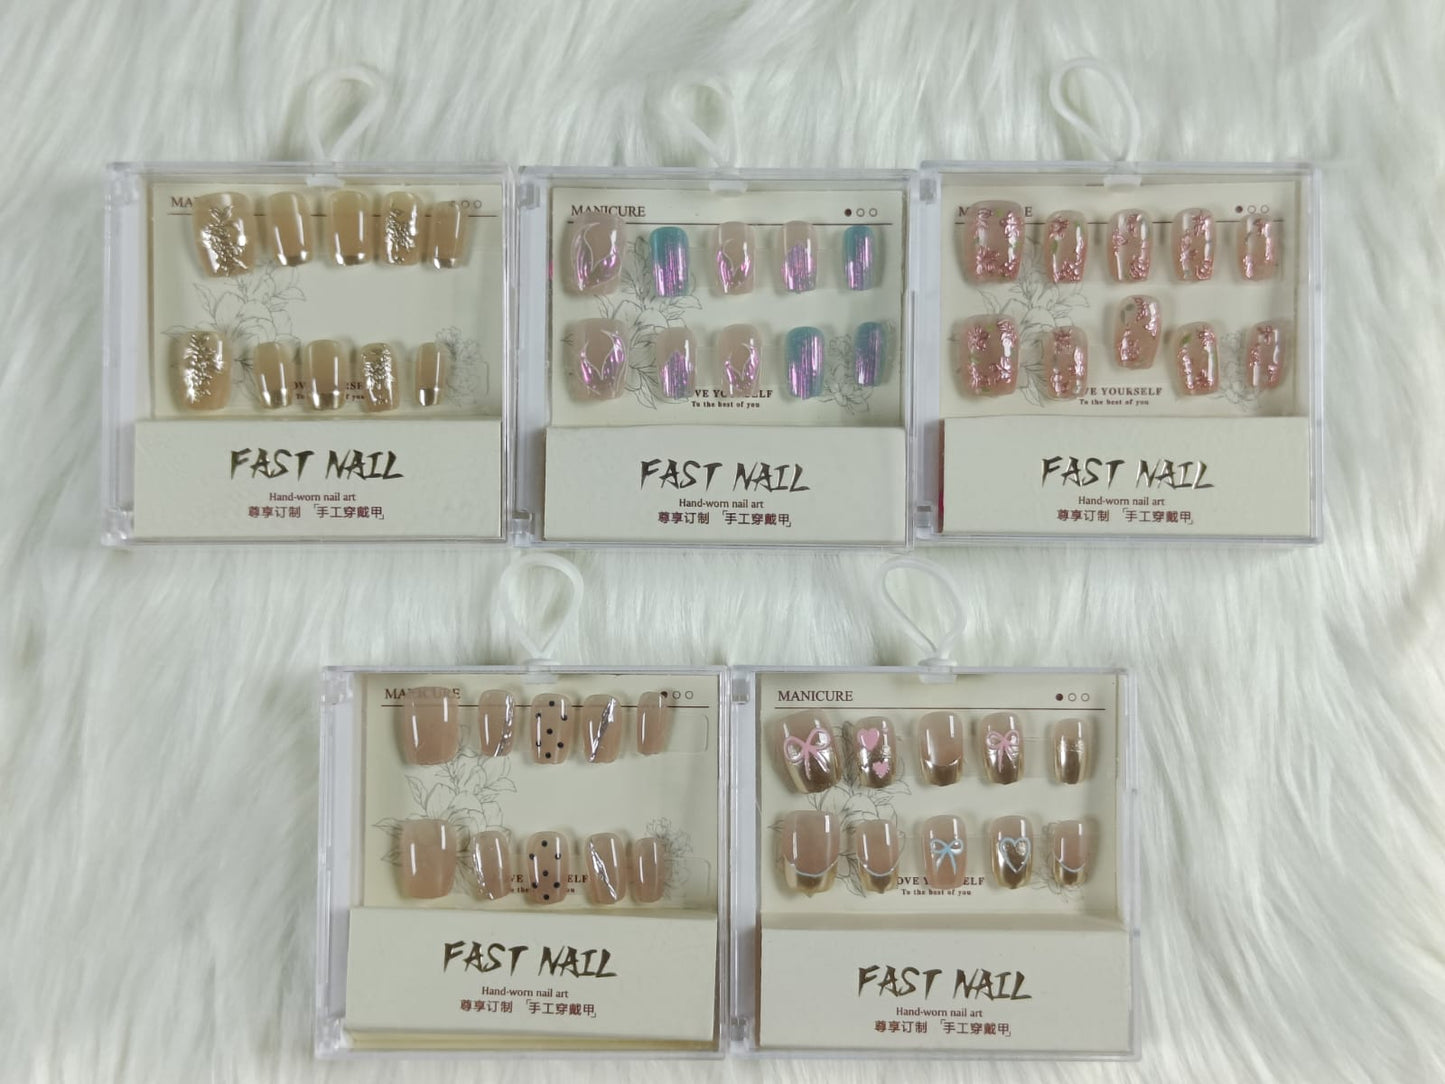 MA
FAST NAIL
Hand-worn nail art
尊享订制 「手工穿戴甲」
MANICURE
VE YOURSELF
To the best of you
FAST NAIL
Hand-worn nail art
尊享订制 「手工穿戴甲」
E
VE YOURSELF
To the best of you
FAST NAIL
Hand-worn nail art
尊享订制 「手工穿戴甲」
MANICURE
ELF
FAST NAIL
Hand-worn nail art
尊享订制 「手工穿戴甲」
MANICURE
OVE Y ELF
To the best of you
FAST NAIL
Hand-worn nail art
尊享订制 「手工穿戴甲」